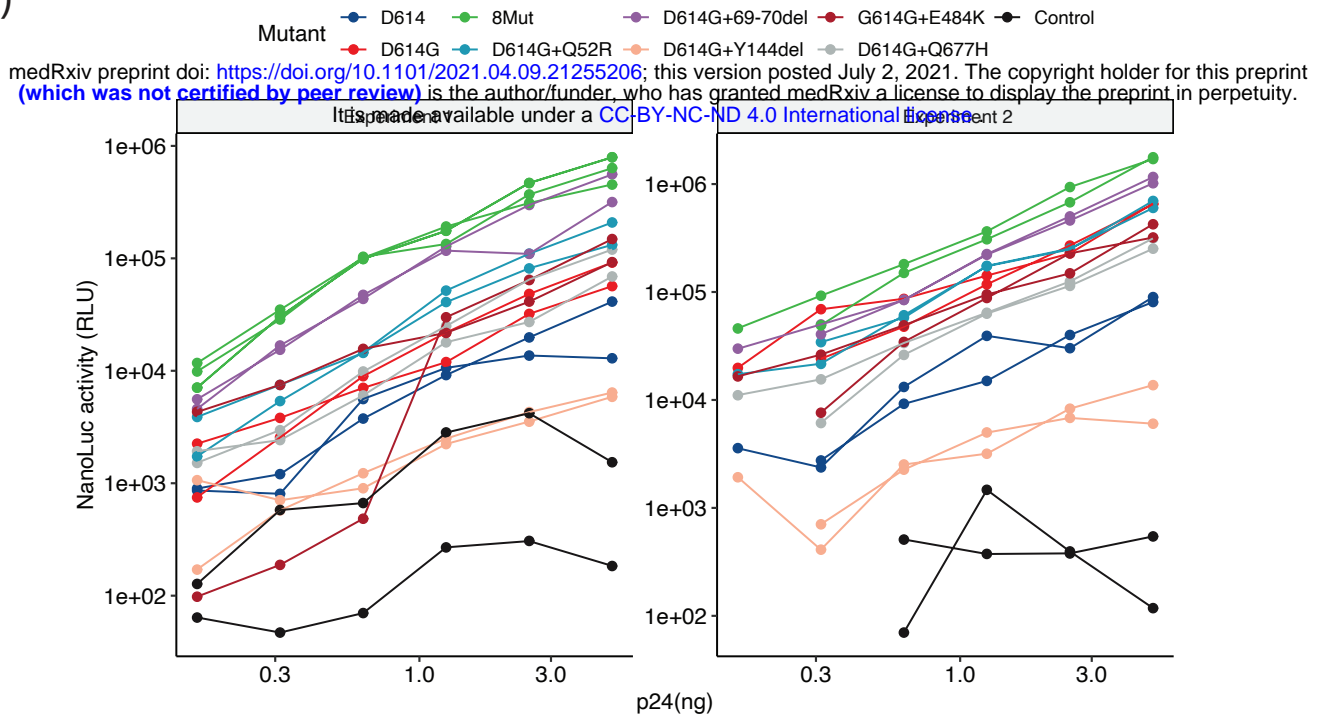 )
Mutant
D614 8Mut D614G+69-70del G614G+E484K Control
D614G D614G+Q52R D614G+Y144del D614G+Q677H
medRxiv preprint doi: https://doi.org/10.1101/2021.04.09.21255206; this version posted July 2, 2021. The copyright holder for this preprint
(which was not certified by peer review) is the author/funder, who has granted medRxiv a license to display the preprint in perpetuity.
It is made available under a CC-BY-NC-ND 4.0 International license .
Experiment 1 Experiment 2
NanoLuc activity (RLU)
1e+06
1e+05
1e+04
1e+03
1e+02
1e+06
1e+05
1e+04
1e+03
1e+02
0.3 1.0 3.0 0.3 1.0 3.0
p24(ng)